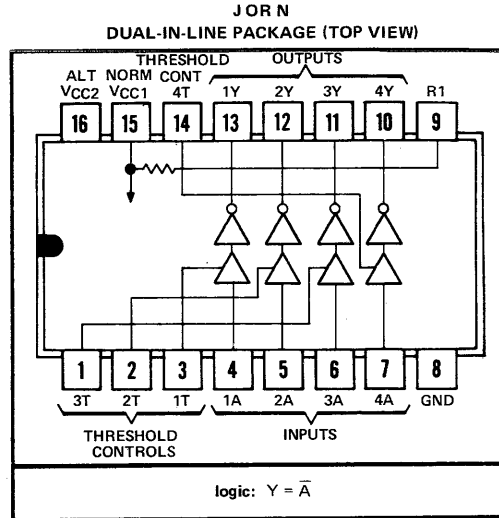 J OR N
DUAL-IN-LINE PACKAGE (TOP VIEW)
THRESHOLD OUTPUTS
ALT NORM CONT
VCC2 VCC1 4T 1Y 2Y 3Y 4Y R1
16 15 14 13 12 11 10 9
1 2 3 4 5 6 7 8
3T 2T 1T 1A 2A 3A 4A GND
THRESHOLD INPUTS
CONTROLS
logic: Y = A̅